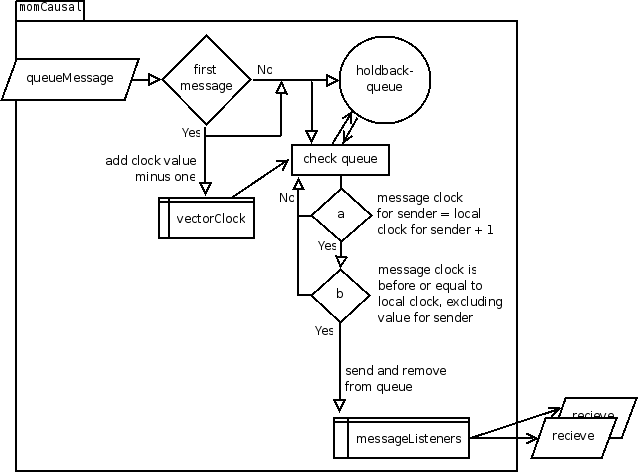 momCausal
queueMessage
first
message
Nc
holdback-
queue
Yes
add clock value
minus one
check queue
vectorClock
Nc
a
message clock
for sender = local
clock for sender + 1
Yes
b
message clock is
before or equal to
local clock, excluding
value for sender
Yes
send and remove
from queue
messageListeners
recieve
recieve